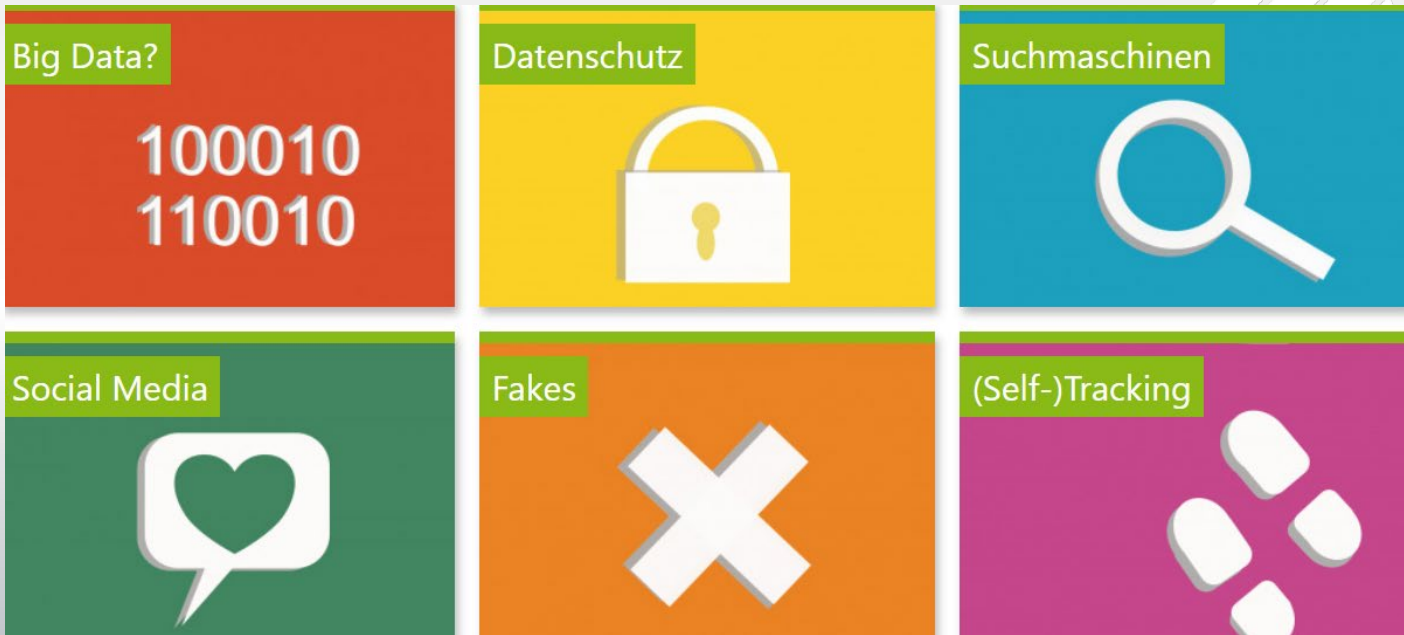 Big Data?
Datenschutz
Suchmaschinen
100010
110010
Social Media
Fakes
(Self-)Tracking